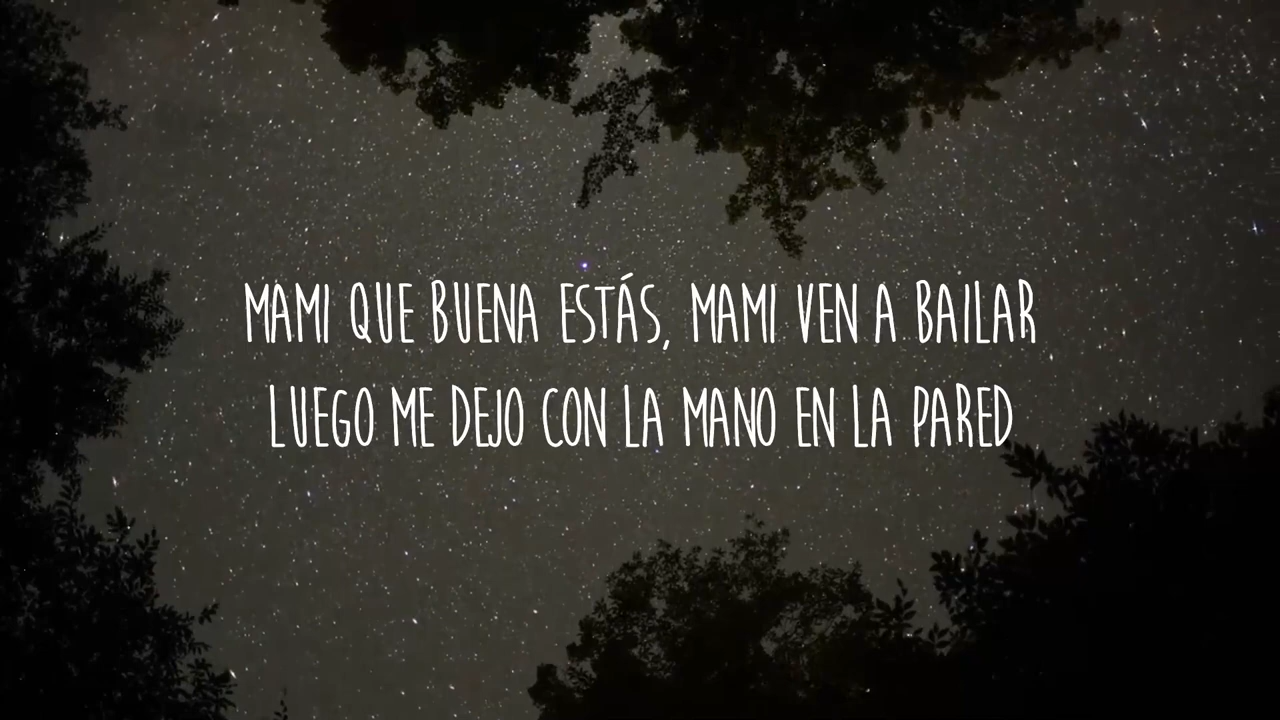 MAMI QUE BUENA ESTÁS, MAMI VEN A BAILAR
LUEGO ME DEJO CON LA MANO EN LA PARED